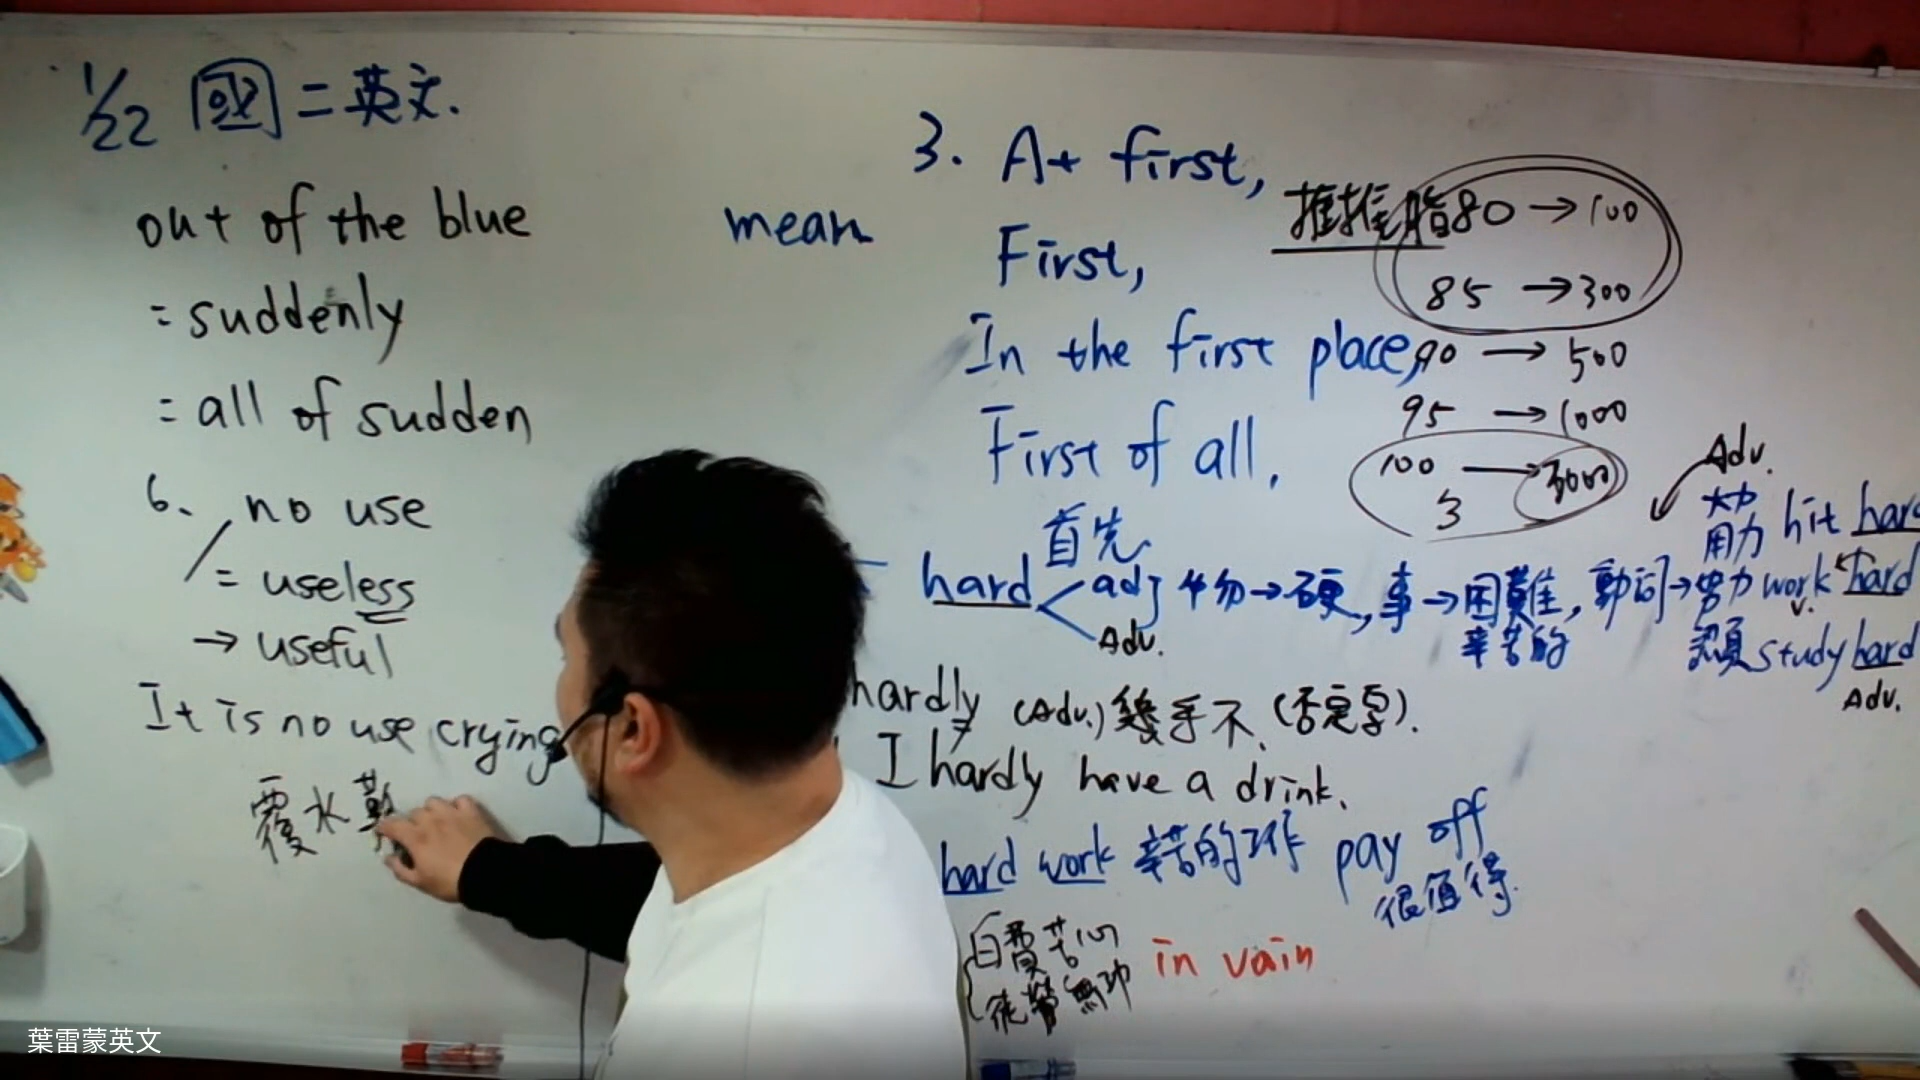 1/22 國二英文.
out of the blue
= suddenly
= all of sudden
6. no use
= useless
→ useful
It is no use crying
覆水難
mean
3. At first,
First,
In the first place,
First of all,
首先
推推脂 80 → 100
85 → 300
90 → 500
95 → 1000
100 → 3000
3
Adv.
hard adj 物→硬, 事→困難, 動詞→努力 work hard
辛苦的
Adv.
用力 hit hard
study hard
Adv.
hardly (Adv.) 幾乎不 (否定字).
I hardly have a drink.
hard work 辛苦的工作 pay off
很值得.
白費苦心 in vain
徒勞無功
葉雷蒙英文